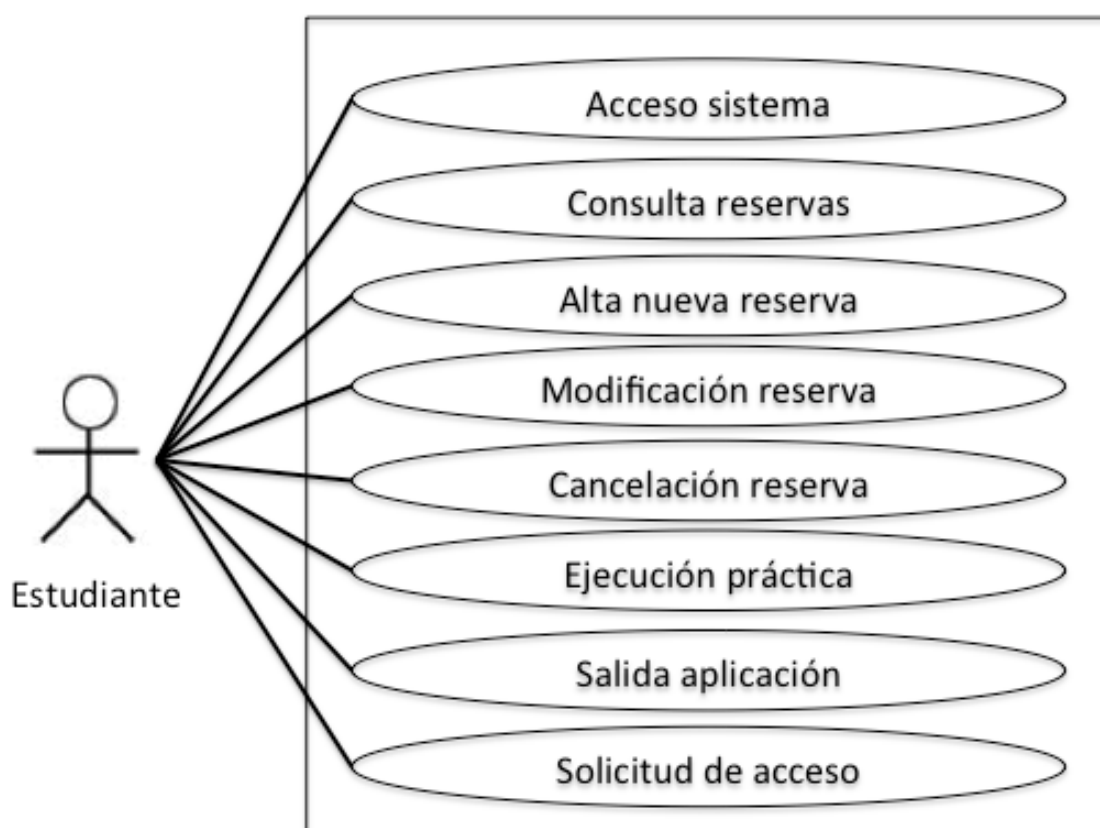 Acceso sistema
Consulta reservas
Alta nueva reserva
Modificación reserva
Cancelación reserva
Ejecución práctica
Estudiante
Salida aplicación
Solicitud de acceso